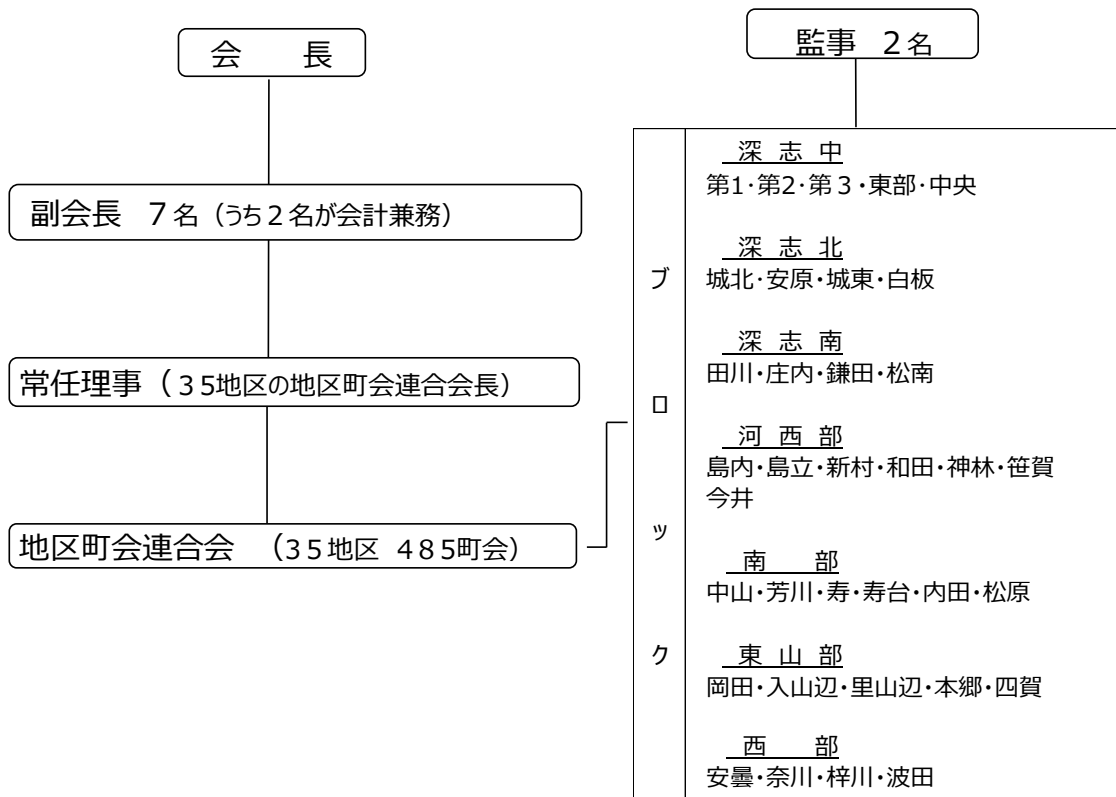 会　　長
副会長　７名（うち２名が会計兼務）
常任理事（３５地区の地区町会連合会長）
地区町会連合会　（３５地区　４８５町会）
監事　２名
ブロック
深 志 中
第1・第2・第３・東部・中央
深 志 北
城北・安原・城東・白板
深 志 南
田川・庄内・鎌田・松南
河 西 部
島内・島立・新村・和田・神林・笹賀
今井
南　　部
中山・芳川・寿・寿台・内田・松原
東 山 部
岡田・入山辺・里山辺・本郷・四賀
西　　部
安曇・奈川・梓川・波田